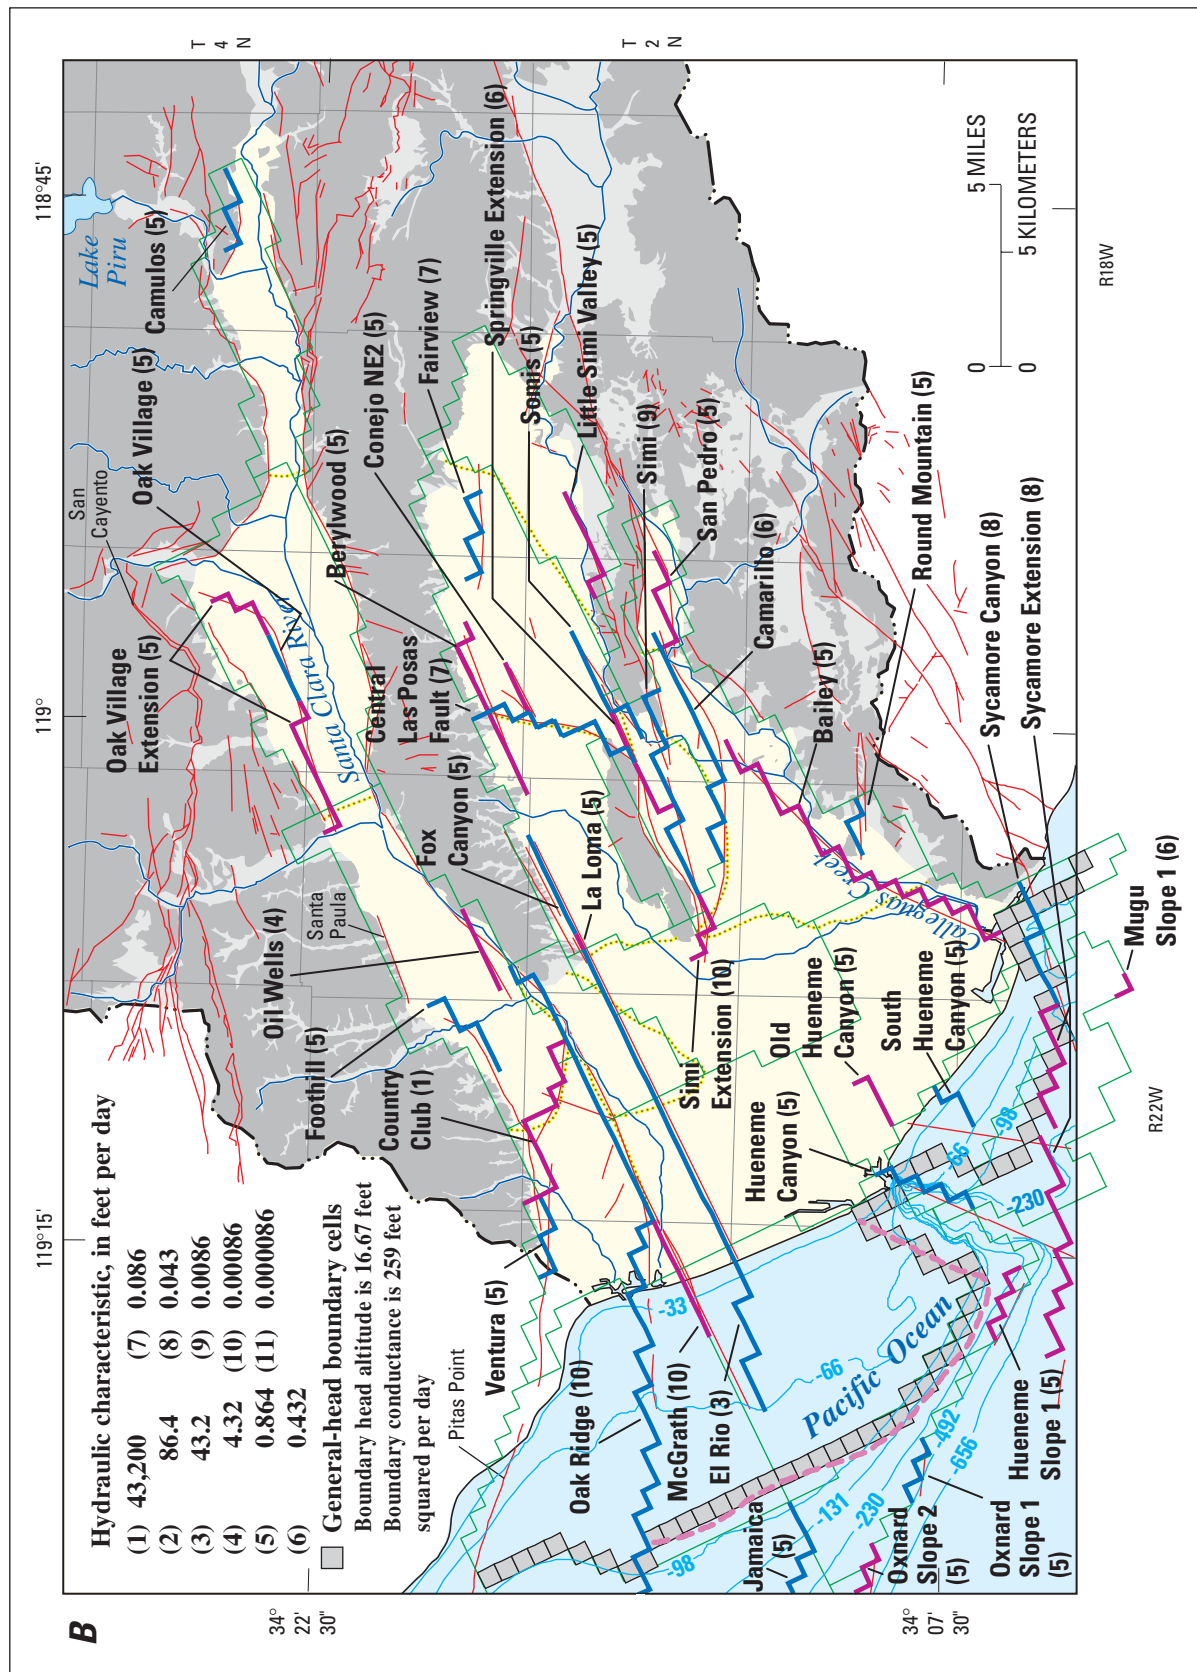 B
Hydraulic characteristic, in feet per day
(1) 43,200 (7) 0.086
(2) 86.4 (8) 0.043
(3) 43.2 (9) 0.0086
(4) 4.32 (10) 0.00086
(5) 0.864 (11) 0.000086
(6) 0.432
General-head boundary cells
Boundary head altitude is 16.67 feet
Boundary conductance is 259 feet
squared per day
119°15'
119°
118°45'
34°
22'
30"
34°
07'
30"
T
4
N
T
2
N
R22W
R18W
Lake
Piru
Camulos (5)
Oak Village (5)
San
Cayento
Oak Village
Extension (5)
Santa Clara River
Berylwood (5)
Conejo NE2 (5)
Fairview (7)
Springville Extension (6)
Somis (5)
Little Simi Valley (5)
Simi (9)
San Pedro (5)
Camarillo (6)
Bailey (5)
Round Mountain (5)
Sycamore Canyon (8)
Sycamore Extension (8)
Central
Las Posas
Fault (7)
Fox
Canyon (5)
La Loma (5)
Santa
Paula
Oil Wells (4)
Foothill (5)
Country
Club (1)
Ventura (5)
Pitas Point
Simi
Extension (10)
Old
Hueneme
Canyon (5)
South
Hueneme
Canyon (5)
Hueneme
Canyon (5)
Calleguas Creek
Mugu
Slope 1 (6)
Oak Ridge (10)
McGrath (10)
El Rio (3)
Jamaica
(5)
Pacific Ocean
Oxnard
Slope 2
(5)
Oxnard
Slope 1
(5)
Hueneme
Slope 1 (5)
-33
-66
-98
-131
-230
-492
-656
-66
-98
-230
0 5 MILES
0 5 KILOMETERS